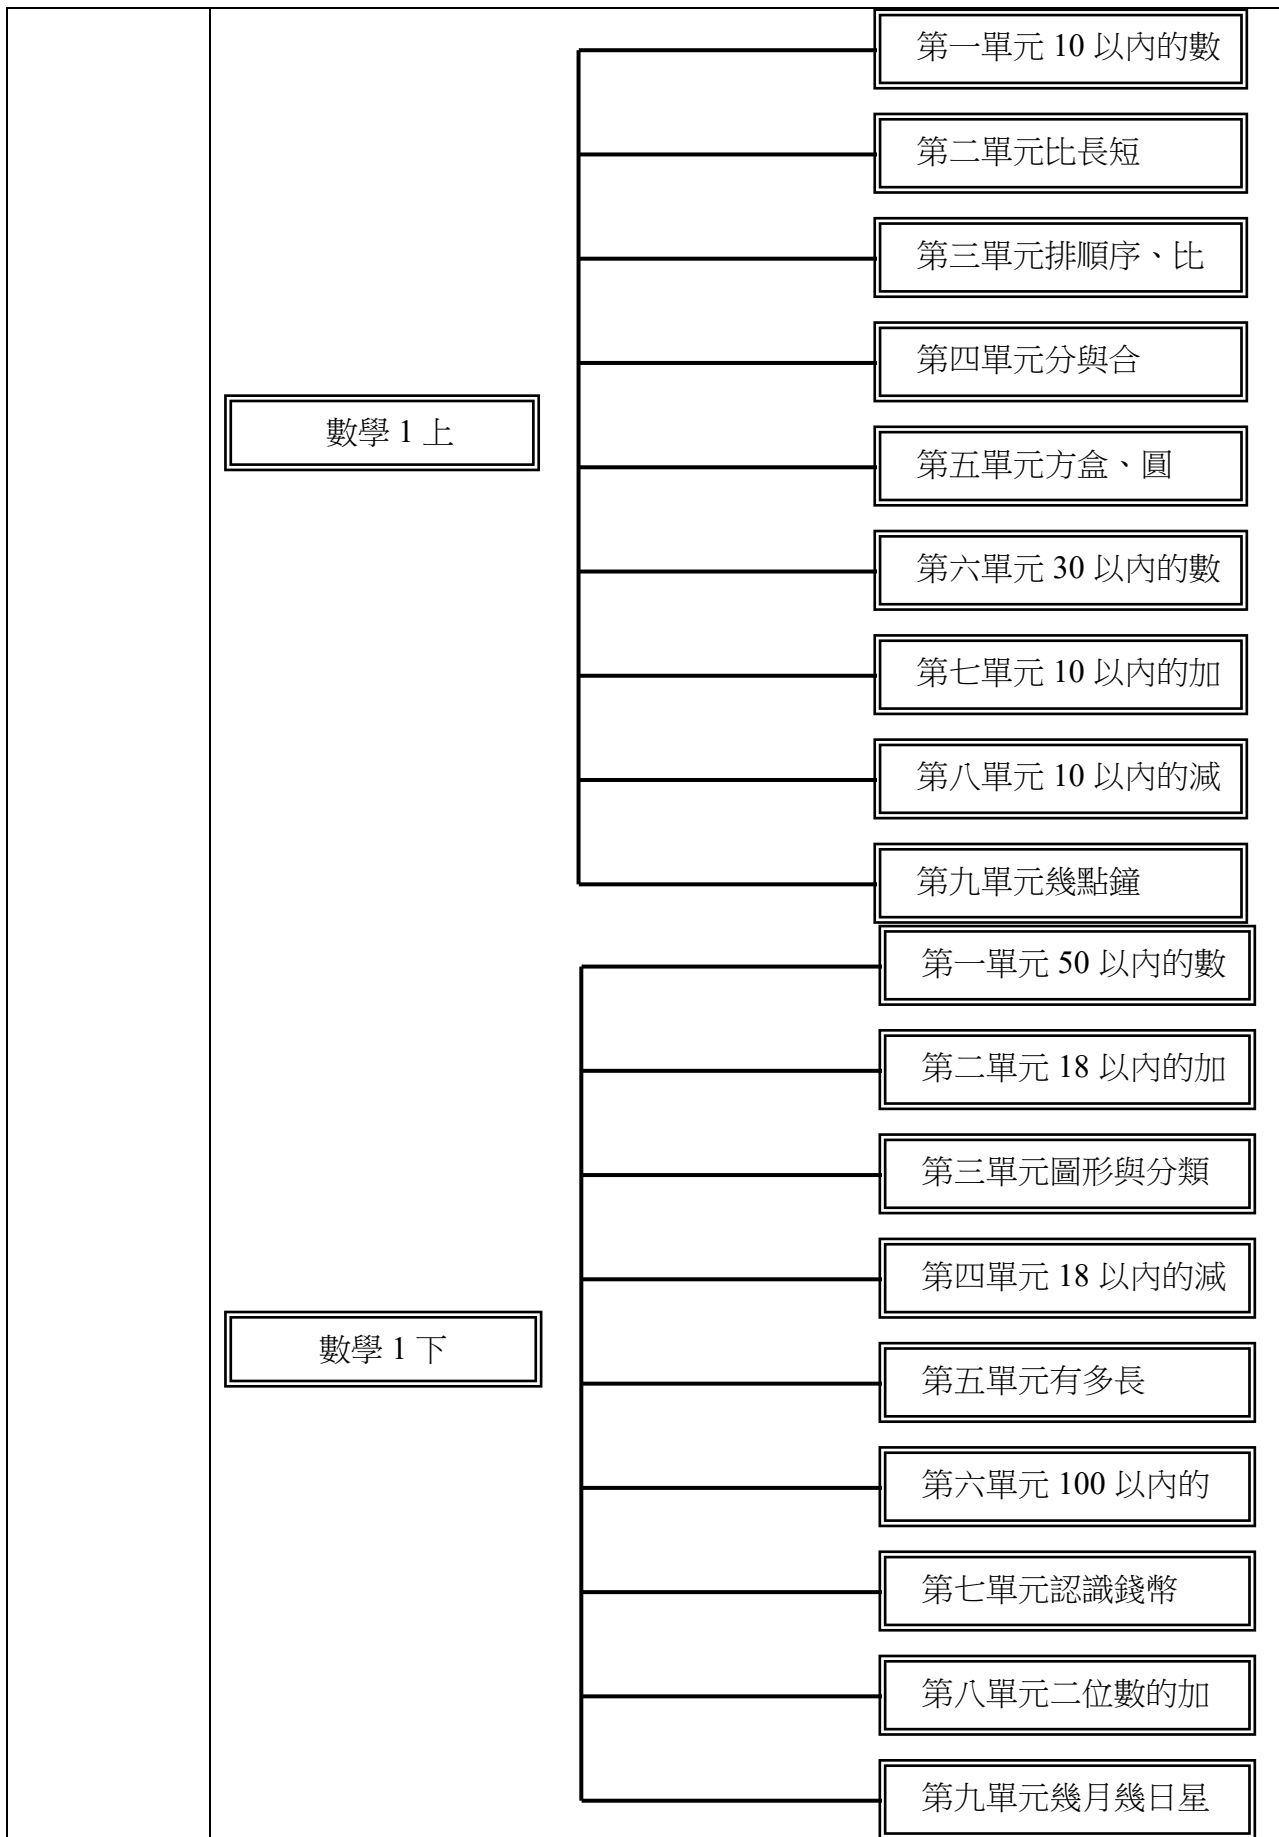 數學 1 上
第一單元 10 以內的數
第二單元比長短
第三單元排順序、比
第四單元分與合
第五單元方盒、圓
第六單元 30 以內的數
第七單元 10 以內的加
第八單元 10 以內的減
第九單元幾點鐘
數學 1 下
第一單元 50 以內的數
第二單元 18 以內的加
第三單元圖形與分類
第四單元 18 以內的減
第五單元有多長
第六單元 100 以內的
第七單元認識錢幣
第八單元二位數的加
第九單元幾月幾日星